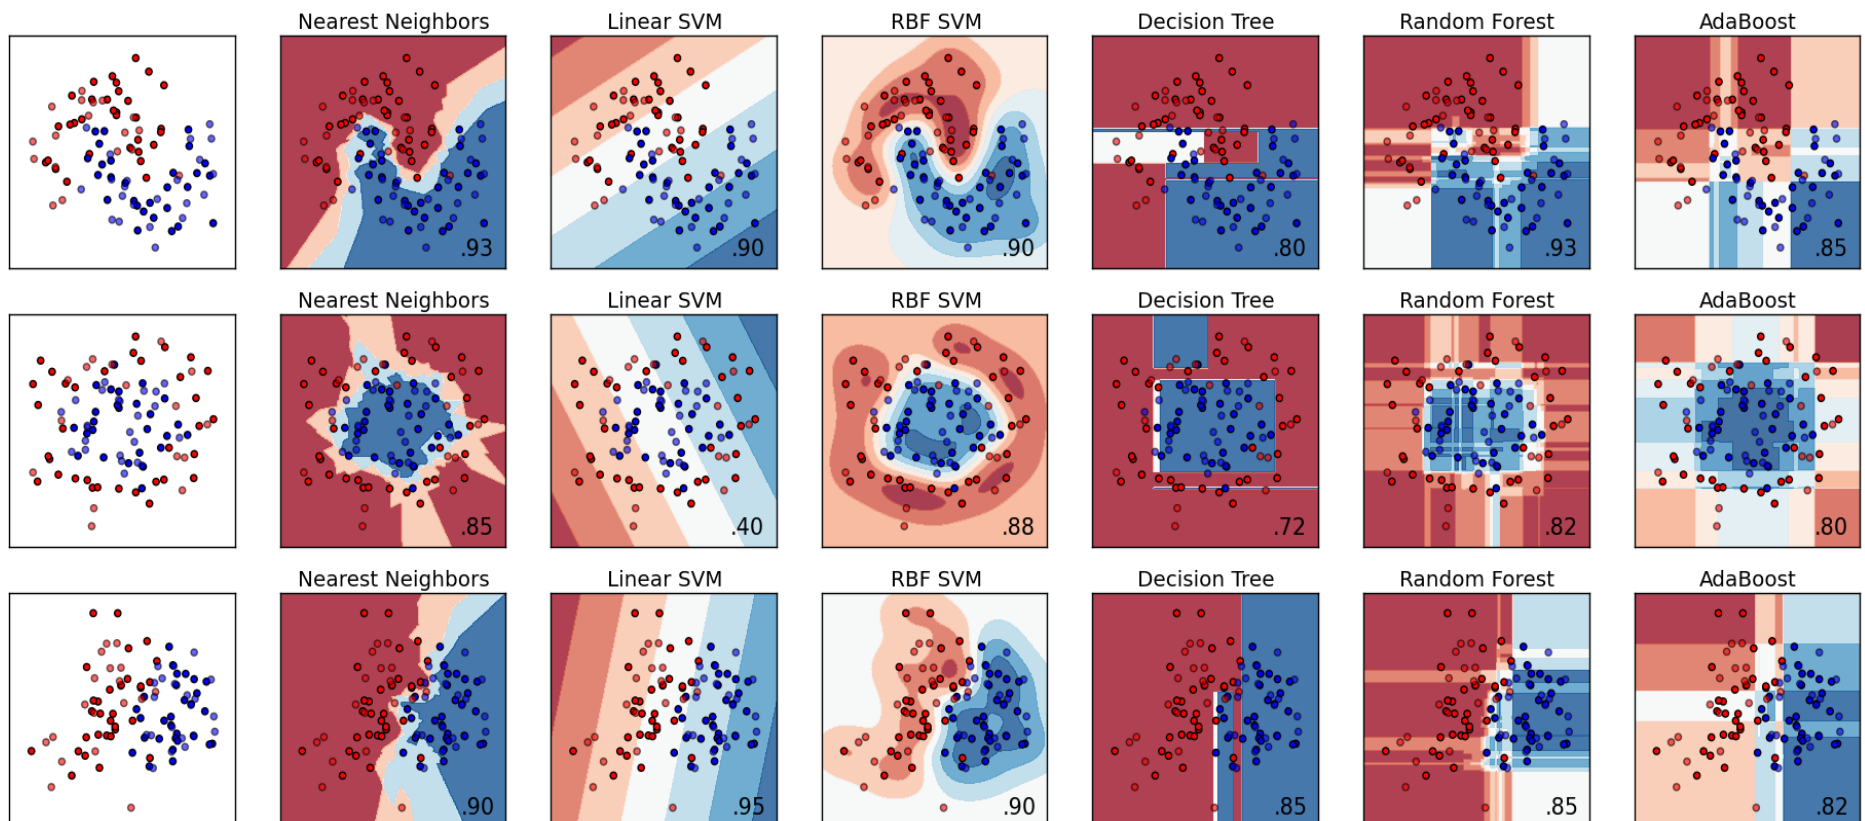 Nearest Neighbors Linear SVM RBF SVM Decision Tree Random Forest AdaBoost
.93 .90 .90 .80 .93 .85
Nearest Neighbors Linear SVM RBF SVM Decision Tree Random Forest AdaBoost
.85 .40 .88 .72 .82 .80
Nearest Neighbors Linear SVM RBF SVM Decision Tree Random Forest AdaBoost
.90 .95 .90 .85 .85 .82